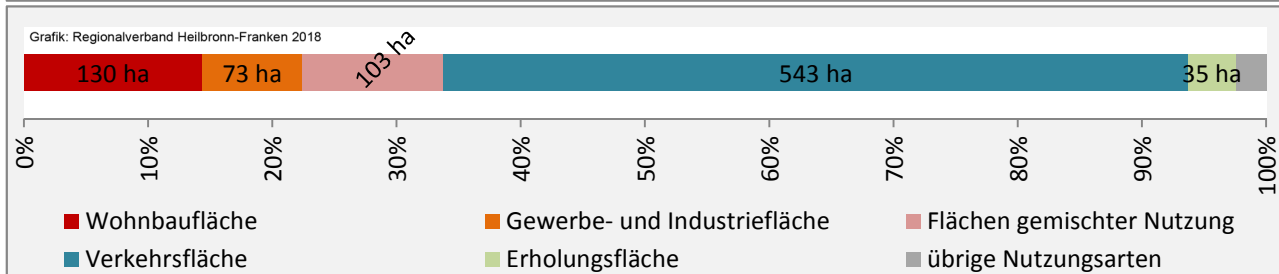 Grafik: Regionalverband Heilbronn-Franken 2018
130 ha 73 ha 103 ha 543 ha 35 ha
0% 10% 20% 30% 40% 50% 60% 70% 80% 90% 100%
Wohnbaufläche Gewerbe- und Industriefläche Flächen gemischter Nutzung
Verkehrsfläche Erholungsfläche übrige Nutzungsarten